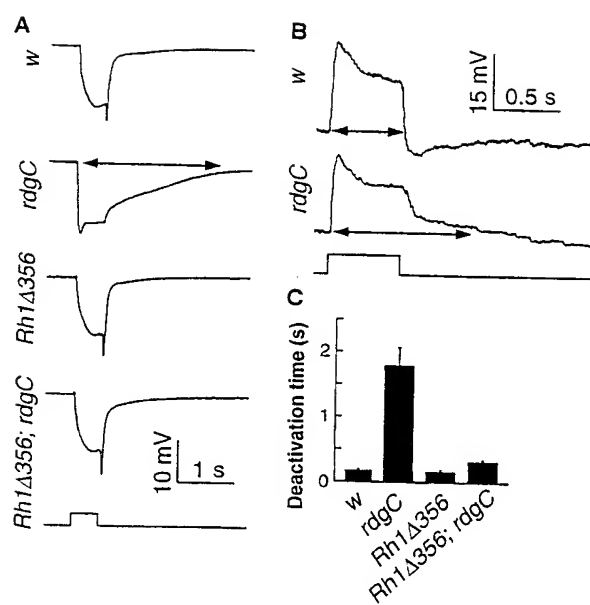 A
w
rdgC
Rh1Δ356
Rh1Δ356; rdgC
10 mV
1 s
B
w
15 mV
0.5 s
rdgC
C
Deactivation time (s)
2
1
0
w
rdgC
Rh1Δ356
Rh1Δ356; rdgC